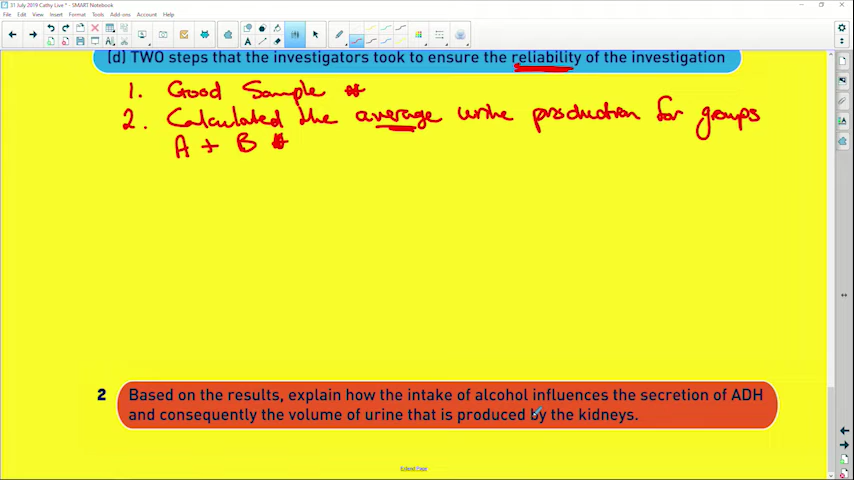 31 July 2019 Cathy Live * - SMART Notebook
File Edit View Insert Format Tools Add-ons Account Help
(d) TWO steps that the investigators took to ensure the reliability of the investigation
1. Good Sample
2. Calculated the average urine production for groups
A + B
2 Based on the results, explain how the intake of alcohol influences the secretion of ADH
and consequently the volume of urine that is produced by the kidneys.
Extend Page